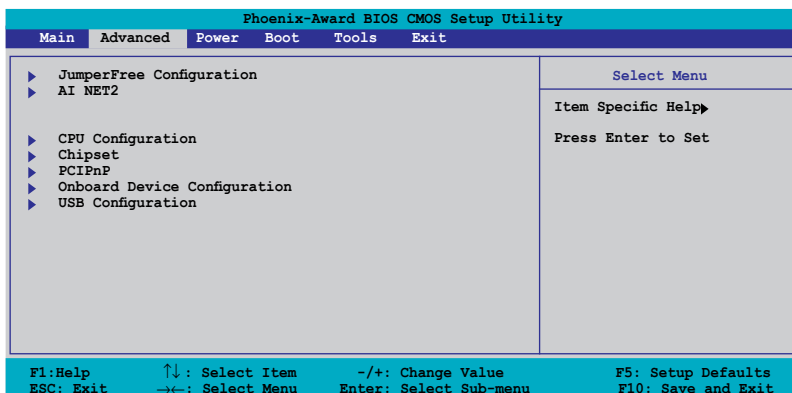 Phoenix-Award BIOS CMOS Setup Utility
Main Advanced Power Boot Tools Exit
JumperFree Configuration
AI NET2
CPU Configuration
Chipset
PCIPnP
Onboard Device Configuration
USB Configuration
Select Menu
Item Specific Help
Press Enter to Set
F1:Help ↑↓: Select Item -/+: Change Value F5: Setup Defaults
ESC: Exit →←: Select Menu Enter: Select Sub-menu F10: Save and Exit